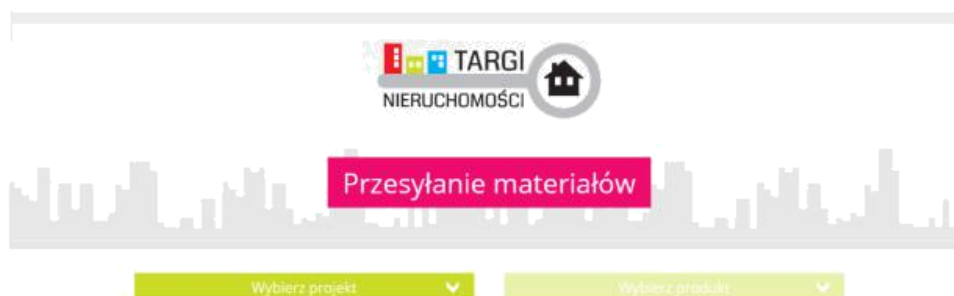 TARGI
NIERUCHOMOŚCI
Przesyłanie materiałów
Wybierz projekt
Wybierz produkt